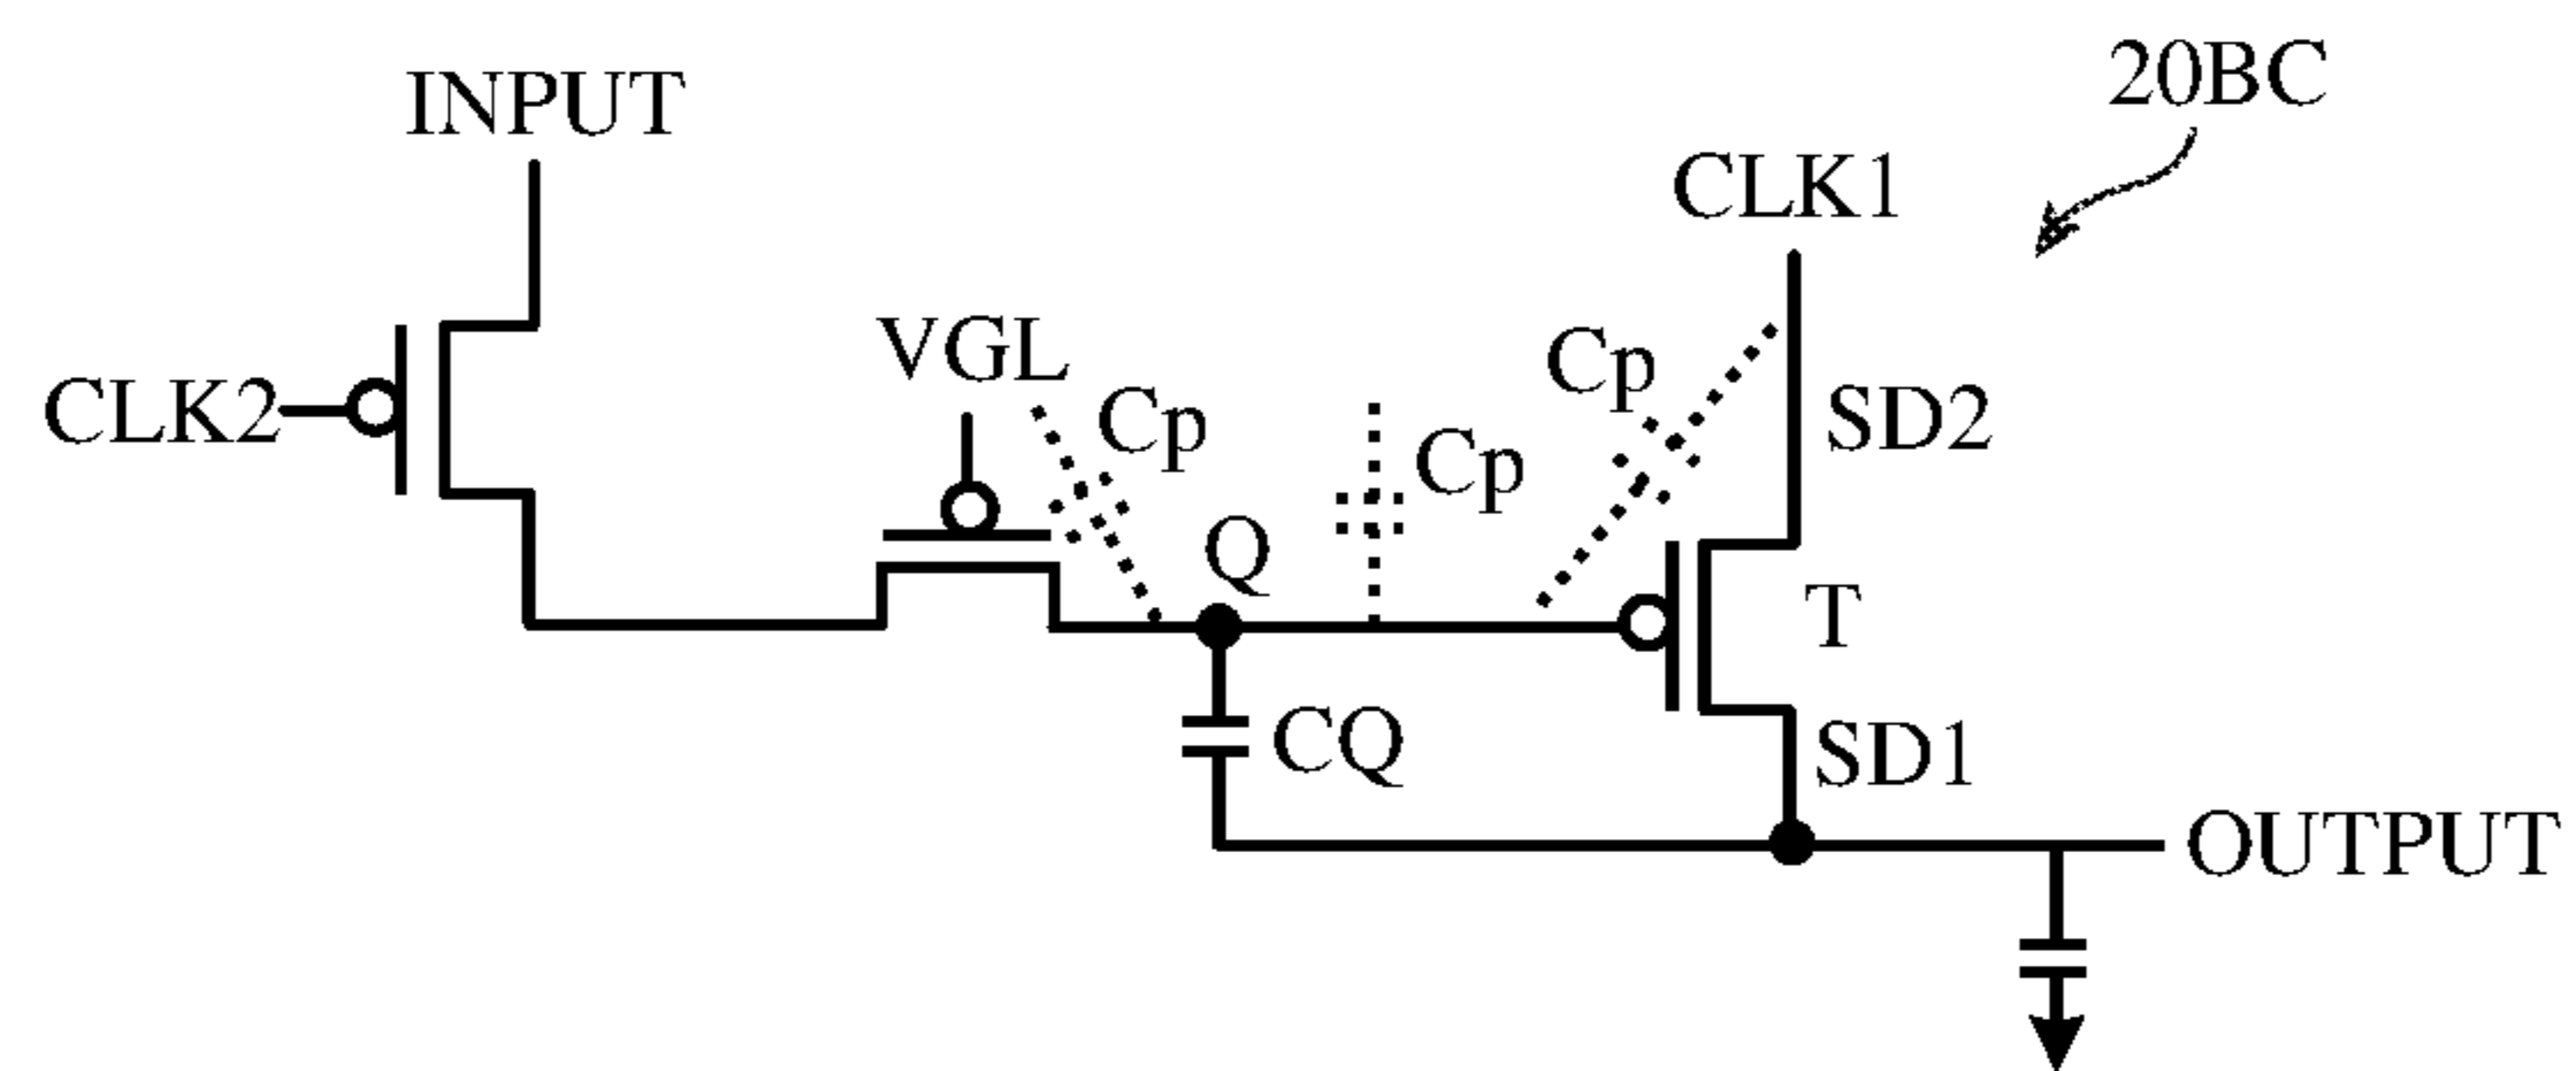 20BC
INPUT
CLK1
CLK2
VGL
Cp
Cp
Cp
SD2
Q
T
CQ
SD1
OUTPUT